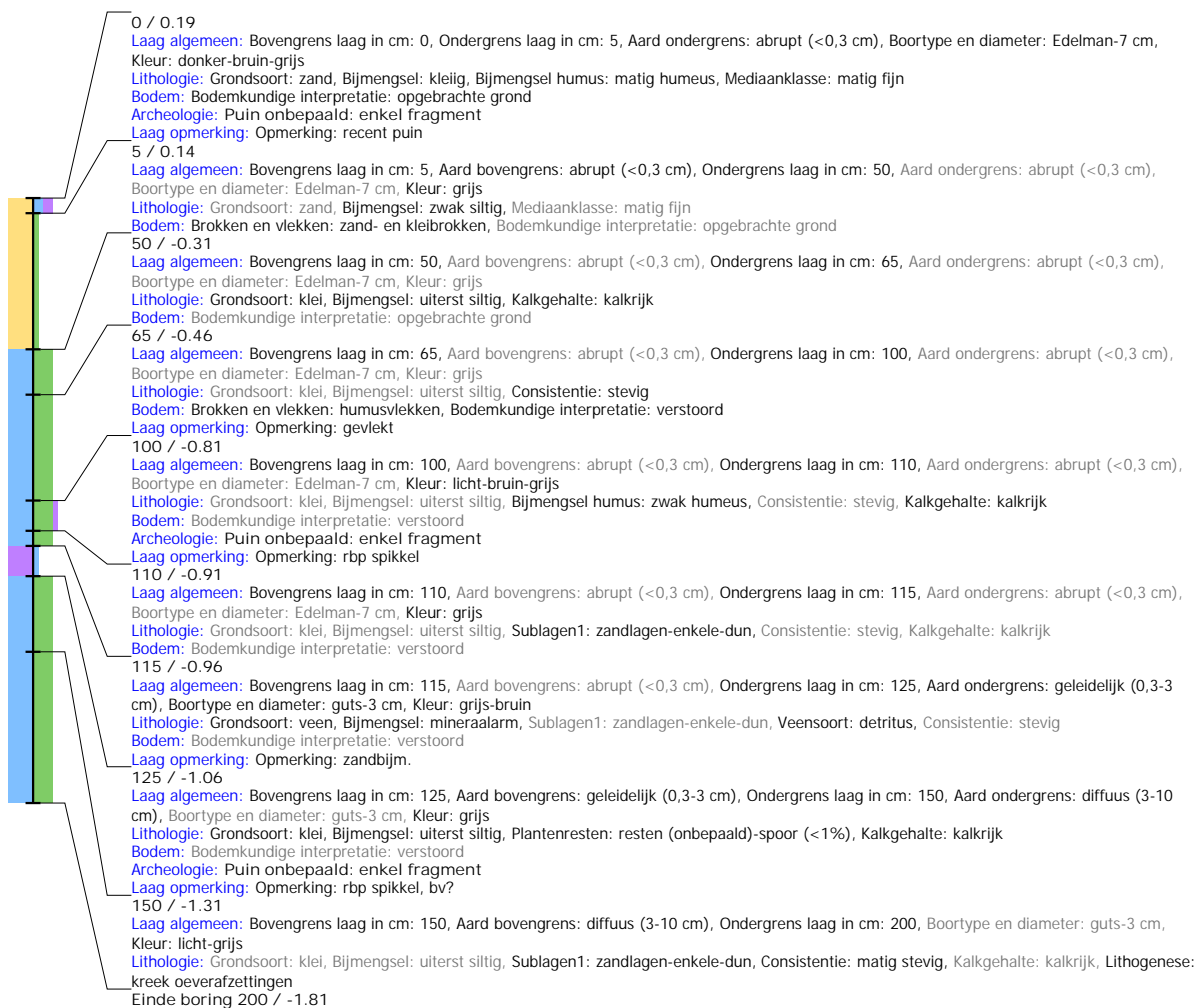 0 / 0.19
Laag algemeen: Bovengrens laag in cm: 0, Ondergrens laag in cm: 5, Aard ondergrens: abrupt (<0,3 cm), Boortype en diameter: Edelman-7 cm,
Kleur: donker-bruin-grijs
Lithologie: Grondsoort: zand, Bijmengsel: kleiig, Bijmengsel humus: matig humeus, Mediaanklasse: matig fijn
Bodem: Bodemkundige interpretatie: opgebrachte grond
Archeologie: Puin onbepaald: enkel fragment
Laag opmerking: Opmerking: recent puin
5 / 0.14
Laag algemeen: Bovengrens laag in cm: 5, Aard bovengrens: abrupt (<0,3 cm), Ondergrens laag in cm: 50, Aard ondergrens: abrupt (<0,3 cm),
Boortype en diameter: Edelman-7 cm, Kleur: grijs
Lithologie: Grondsoort: zand, Bijmengsel: zwak siltig, Mediaanklasse: matig fijn
Bodem: Brokken en vlekken: zand- en kleibrokken, Bodemkundige interpretatie: opgebrachte grond
50 / -0.31
Laag algemeen: Bovengrens laag in cm: 50, Aard bovengrens: abrupt (<0,3 cm), Ondergrens laag in cm: 65, Aard ondergrens: abrupt (<0,3 cm),
Boortype en diameter: Edelman-7 cm, Kleur: grijs
Lithologie: Grondsoort: klei, Bijmengsel: uiterst siltig, Kalkgehalte: kalkrijk
Bodem: Bodemkundige interpretatie: opgebrachte grond
65 / -0.46
Laag algemeen: Bovengrens laag in cm: 65, Aard bovengrens: abrupt (<0,3 cm), Ondergrens laag in cm: 100, Aard ondergrens: abrupt (<0,3 cm),
Boortype en diameter: Edelman-7 cm, Kleur: grijs
Lithologie: Grondsoort: klei, Bijmengsel: uiterst siltig, Consistentie: stevig
Bodem: Brokken en vlekken: humusvlekken, Bodemkundige interpretatie: verstoord
Laag opmerking: Opmerking: gevlekt
100 / -0.81
Laag algemeen: Bovengrens laag in cm: 100, Aard bovengrens: abrupt (<0,3 cm), Ondergrens laag in cm: 110, Aard ondergrens: abrupt (<0,3 cm),
Boortype en diameter: Edelman-7 cm, Kleur: licht-bruin-grijs
Lithologie: Grondsoort: klei, Bijmengsel: uiterst siltig, Bijmengsel humus: zwak humeus, Consistentie: stevig, Kalkgehalte: kalkrijk
Bodem: Bodemkundige interpretatie: verstoord
Archeologie: Puin onbepaald: enkel fragment
Laag opmerking: Opmerking: rbp spikkel
110 / -0.91
Laag algemeen: Bovengrens laag in cm: 110, Aard bovengrens: abrupt (<0,3 cm), Ondergrens laag in cm: 115, Aard ondergrens: abrupt (<0,3 cm),
Boortype en diameter: Edelman-7 cm, Kleur: grijs
Lithologie: Grondsoort: klei, Bijmengsel: uiterst siltig, Sublagen1: zandlagen-enkele-dun, Consistentie: stevig, Kalkgehalte: kalkrijk
Bodem: Bodemkundige interpretatie: verstoord
115 / -0.96
Laag algemeen: Bovengrens laag in cm: 115, Aard bovengrens: abrupt (<0,3 cm), Ondergrens laag in cm: 125, Aard ondergrens: geleidelijk (0,3-3
cm), Boortype en diameter: guts-3 cm, Kleur: grijs-bruin
Lithologie: Grondsoort: veen, Bijmengsel: mineraalarm, Sublagen1: zandlagen-enkele-dun, Veensoort: detritus, Consistentie: stevig
Bodem: Bodemkundige interpretatie: verstoord
Laag opmerking: Opmerking: zandbijm.
125 / -1.06
Laag algemeen: Bovengrens laag in cm: 125, Aard bovengrens: geleidelijk (0,3-3 cm), Ondergrens laag in cm: 150, Aard ondergrens: diffuus (3-10
cm), Boortype en diameter: guts-3 cm, Kleur: grijs
Lithologie: Grondsoort: klei, Bijmengsel: uiterst siltig, Plantenresten: resten (onbepaald)-spoor (<1%), Kalkgehalte: kalkrijk
Bodem: Bodemkundige interpretatie: verstoord
Archeologie: Puin onbepaald: enkel fragment
Laag opmerking: Opmerking: rbp spikkel, bv?
150 / -1.31
Laag algemeen: Bovengrens laag in cm: 150, Aard bovengrens: diffuus (3-10 cm), Ondergrens laag in cm: 200, Boortype en diameter: guts-3 cm,
Kleur: licht-grijs
Lithologie: Grondsoort: klei, Bijmengsel: uiterst siltig, Sublagen1: zandlagen-enkele-dun, Consistentie: matig stevig, Kalkgehalte: kalkrijk, Lithogenese:
kreek oeverafzettingen
Einde boring 200 / -1.81